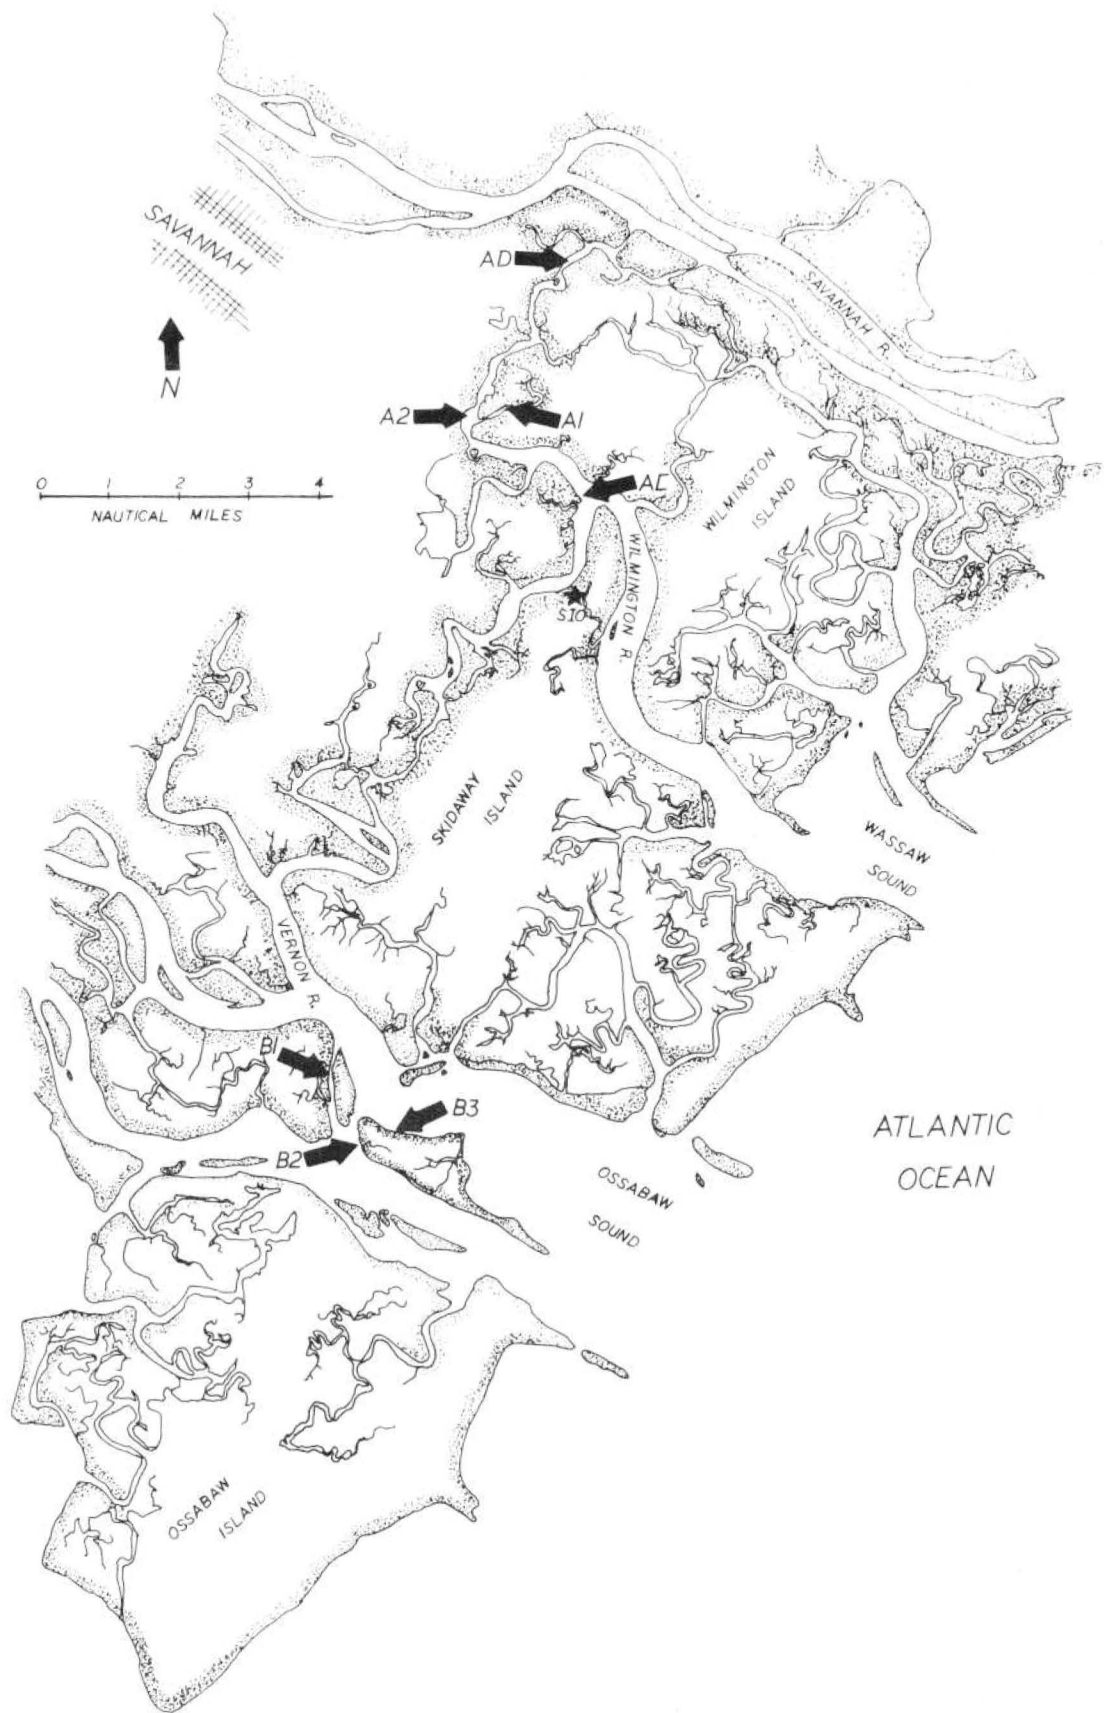 SAVANNAH
AD
SAVANNAH R.
N
A2
A1
AC
WILMINGTON
ISLAND
0 1 2 3 4
NAUTICAL MILES
WILMINGTON R.
SIO
SKIDAWAY
ISLAND
WASSAW
SOUND
VERNON R.
B1
B3
B2
ATLANTIC
OCEAN
OSSABAW
SOUND
OSSABAW
ISLAND